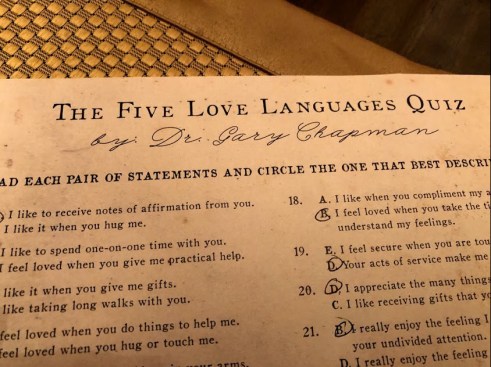 THE FIVE LOVE LANGUAGES QUIZ
by: Dr. Gary Chapman
AD EACH PAIR OF STATEMENTS AND CIRCLE THE ONE THAT BEST DESCRI
I like to receive notes of affirmation from you.
I like it when you hug me.
I like to spend one-on-one time with you.
I feel loved when you give me practical help.
like it when you give me gifts.
like taking long walks with you.
feel loved when you do things to help me.
feel loved when you hug or touch me.
your arms.
18. A. I like when you compliment my a
E. I feel loved when you take the ti
understand my feelings.
19. E. I feel secure when you are tou
D. Your acts of service make me
20. D. I appreciate the many things
C. I like receiving gifts that yo
21. B. I really enjoy the feeling I
your undivided attention.
D. I really enjoy the feeling